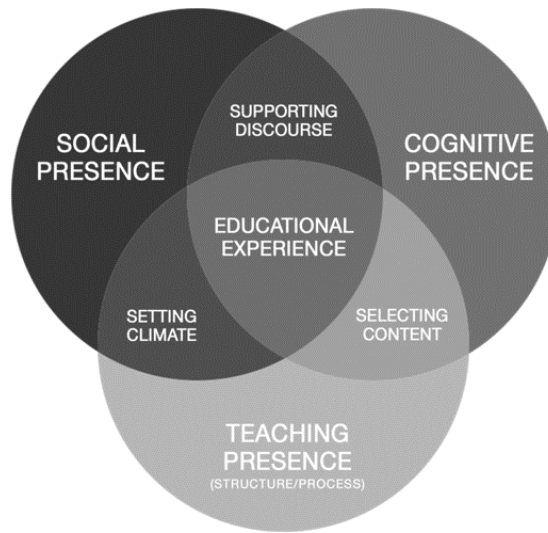 SUPPORTING
DISCOURSE
SOCIAL
PRESENCE
COGNITIVE
PRESENCE
EDUCATIONAL
EXPERIENCE
SETTING
CLIMATE
SELECTING
CONTENT
TEACHING
PRESENCE
(STRUCTURE/PROCESS)